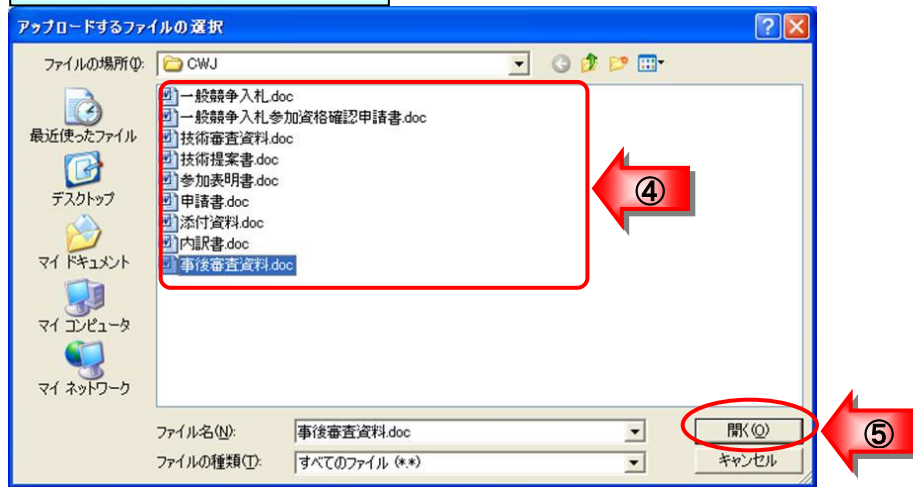 アップロードするファイルの選択
ファイルの場所(I):
CWJ
一般競争入札.doc
一般競争入札参加資格確認申請書.doc
技術審査資料.doc
技術提案書.doc
参加表明書.doc
申請書.doc
添付資料.doc
内訳書.doc
事後審査資料.doc
最近使ったファイル
デスクトップ
マイ ドキュメント
マイ コンピュータ
マイ ネットワーク
④
ファイル名(N):
事後審査資料.doc
開く(O)
⑤
ファイルの種類(T):
すべてのファイル (*.*)
キャンセル